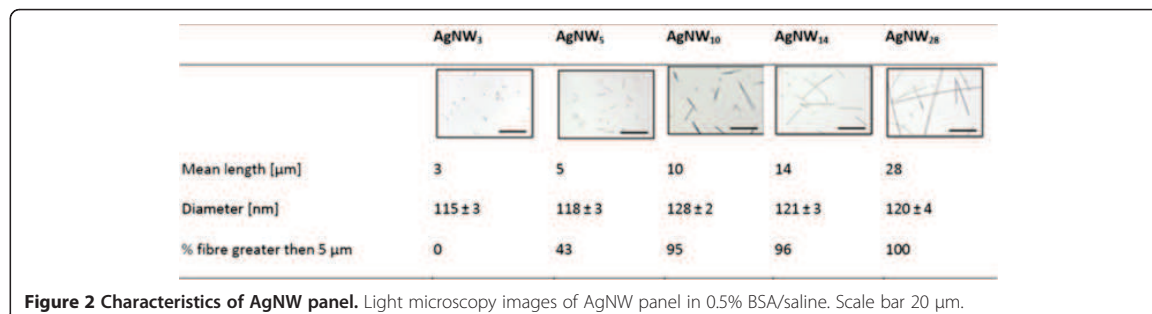 AgNW₃ AgNW₅ AgNW₁₀ AgNW₁₄ AgNW₂₈
Mean length [µm] 3 5 10 14 28
Diameter [nm] 115 ± 3 118 ± 3 128 ± 2 121 ± 3 120 ± 4
% fibre greater then 5 µm 0 43 95 96 100
Figure 2 Characteristics of AgNW panel. Light microscopy images of AgNW panel in 0.5% BSA/saline. Scale bar 20 µm.